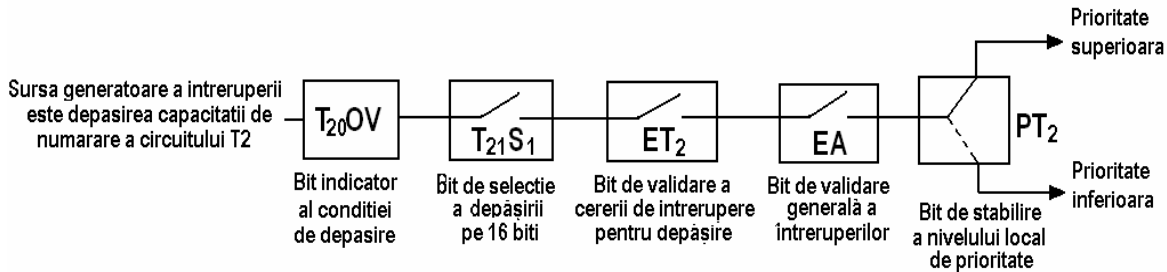 Sursa generatoare a intreruperii
este depasirea capacitatii de
numarare a circuitului T2
T20OV
Bit indicator
al conditiei
de depasire
T21S1
Bit de selectie
a depășirii
pe 16 biti
ET2
Bit de validare a
cererii de intrerupere
pentru depășire
EA
Bit de validare
generală a
întreruperilor
PT2
Bit de stabilire
a nivelului local
de prioritate
Prioritate
superioara
Prioritate
inferioara